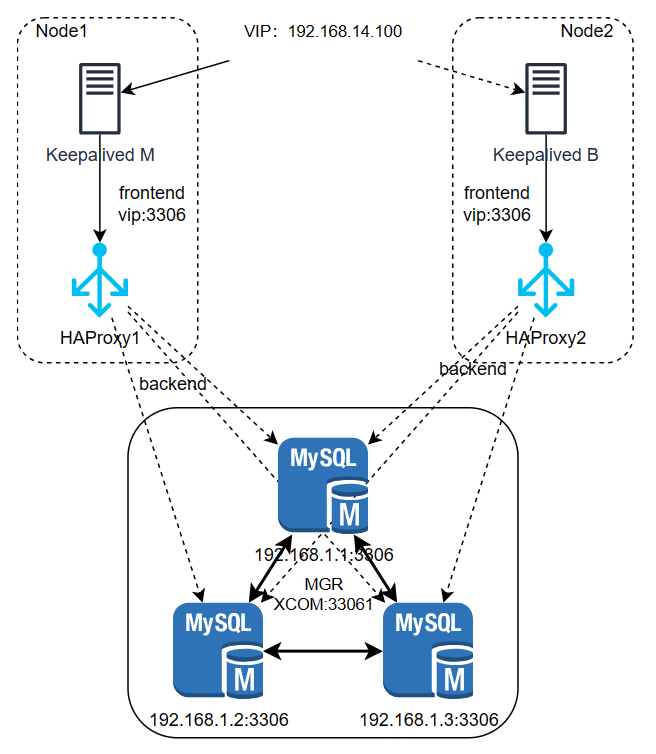 Node1
VIP：192.168.14.100
Node2
Keepalived M
Keepalived B
frontend
vip:3306
frontend
vip:3306
HAProxy1
HAProxy2
backend
backend
MySQL
M
192.168.1.1:3306
MGR
XCOM:33061
MySQL
M
MySQL
M
192.168.1.2:3306
192.168.1.3:3306